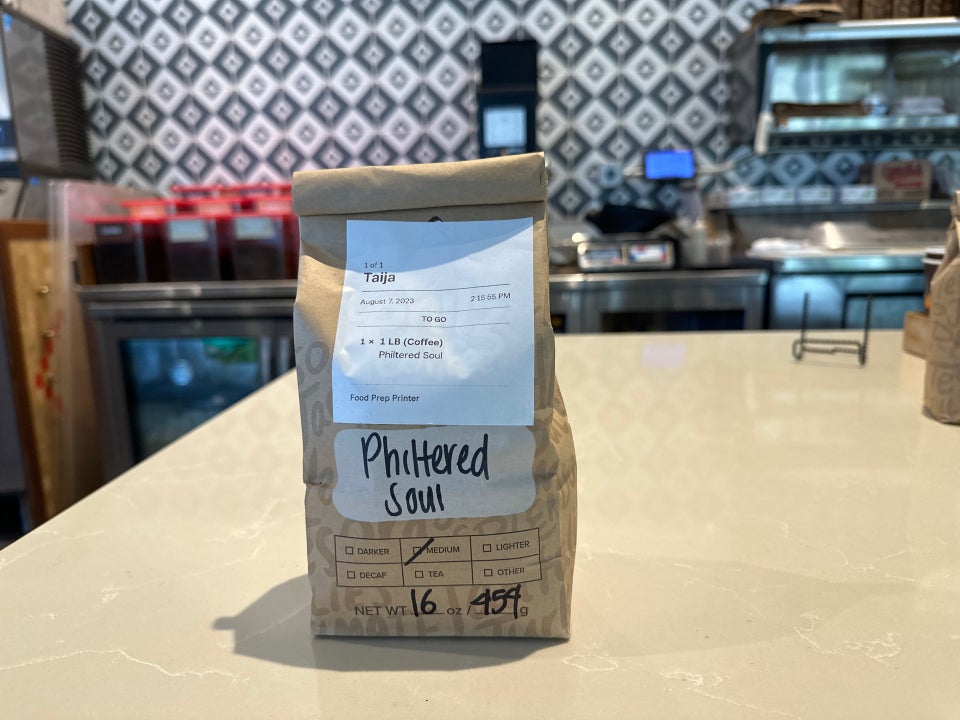 1 of 1
Taija
August 7, 2023 2:15:55 PM
TO GO
1 × 1 LB (Coffee)
Philtered Soul
Food Prep Printer
Philtered
Soul
DARKER MEDIUM LIGHTER
DECAF TEA OTHER
NET WT 16 oz / 454 g